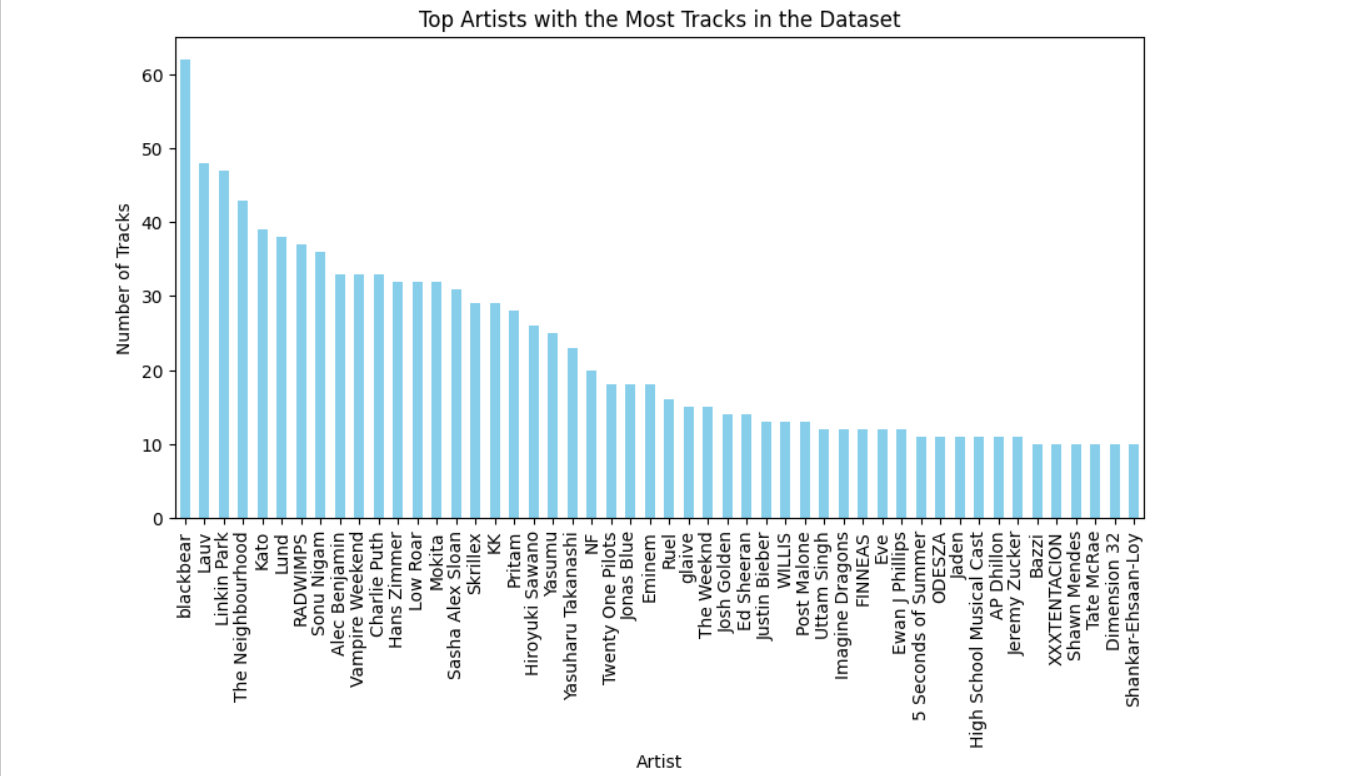 Top Artists with the Most Tracks in the Dataset
60
50
40
30
20
10
0
Number of Tracks
blackbear
Lauv
Linkin Park
The Neighbourhood
Kato
Lund
RADWIMPS
Sonu Nigam
Alec Benjamin
Vampire Weekend
Charlie Puth
Hans Zimmer
Low Roar
Mokita
Sasha Alex Sloan
Skrillex
KK
Pritam
Hiroyuki Sawano
Yasumu
Yasuharu Takanashi
NF
Twenty One Pilots
Jonas Blue
Eminem
Ruel
glaive
The Weeknd
Josh Golden
Ed Sheeran
Justin Bieber
WILLIS
Post Malone
Uttam Singh
Imagine Dragons
FINNEAS
Eve
Ewan J Phillips
5 Seconds of Summer
ODESZA
Jaden
High School Musical Cast
AP Dhillon
Jeremy Zucker
Bazzi
XXXTENTACION
Shawn Mendes
Tate McRae
Dimension 32
Shankar-Ehsaan-Loy
Artist